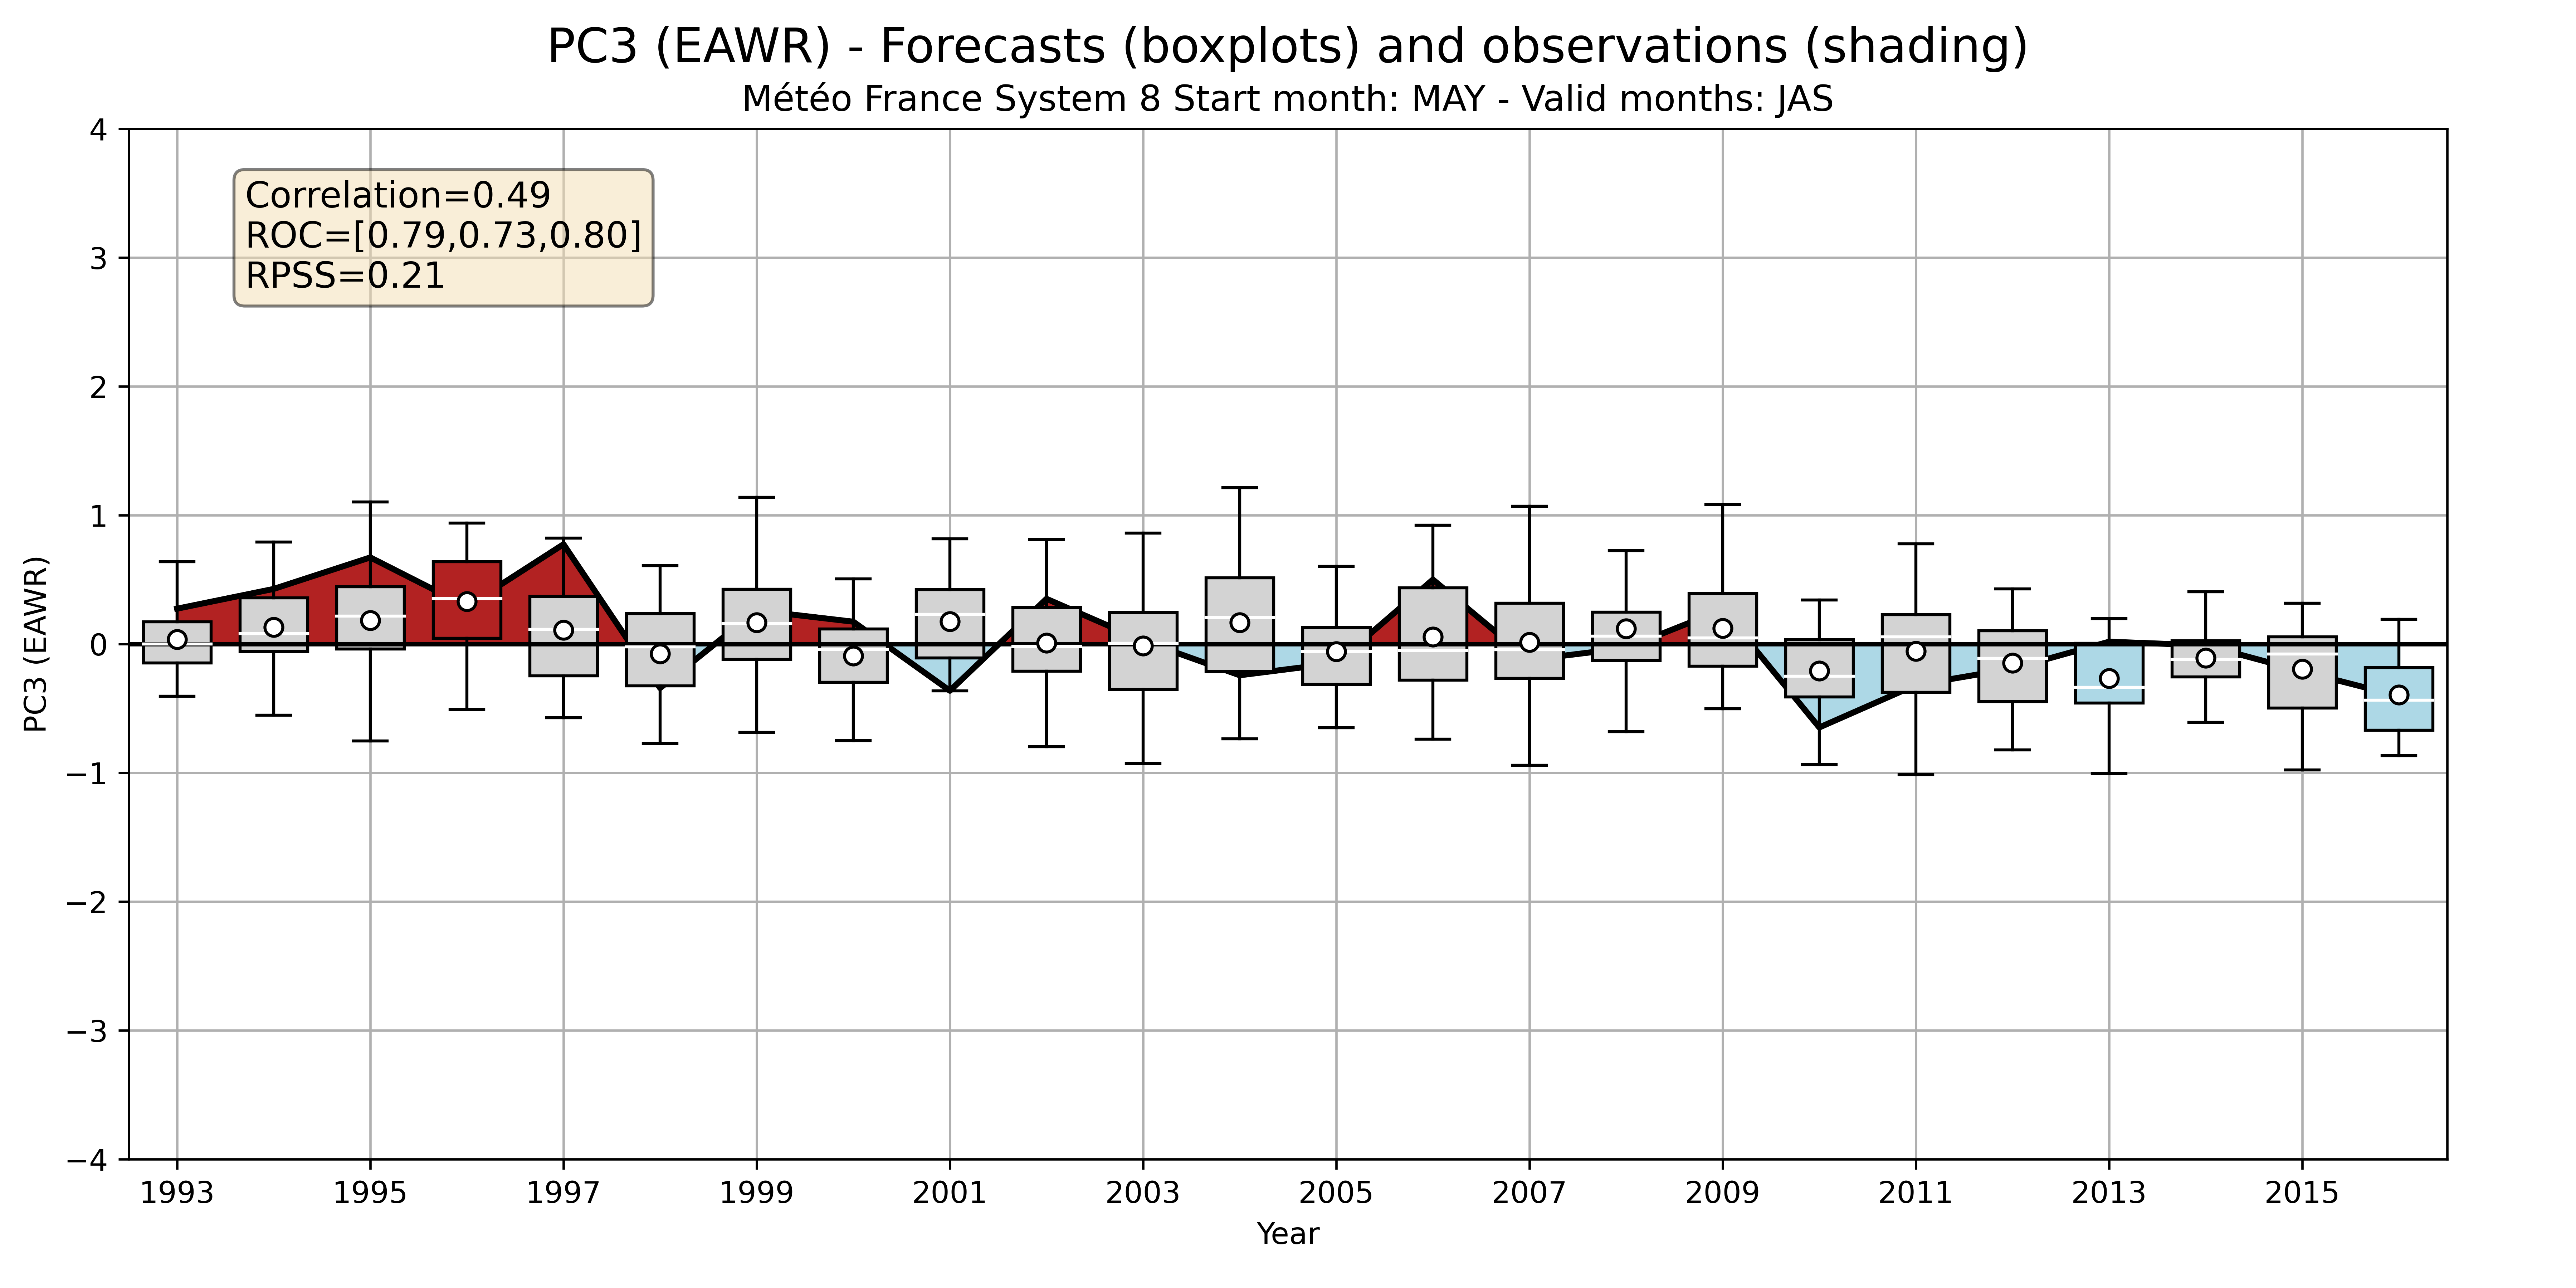 PC3 (EAWR) - Forecasts (boxplots) and observations (shading)
Météo France System 8 Start month: MAY - Valid months: JAS
Correlation=0.49
ROC=[0.79,0.73,0.80]
RPSS=0.21
PC3 (EAWR)
4
3
2
1
0
−1
−2
−3
−4
1993 1995 1997 1999 2001 2003 2005 2007 2009 2011 2013 2015
Year